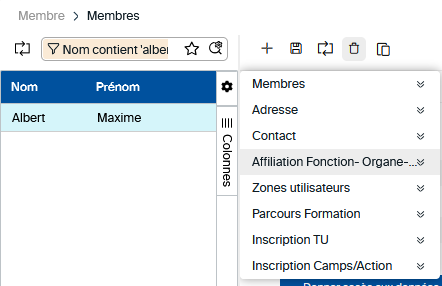 Membre > Membres
Nom contient 'alber
Nom Prénom
Albert Maxime
Colonnes
Membres
Adresse
Contact
Affiliation Fonction- Organe-...
Zones utilisateurs
Parcours Formation
Inscription TU
Inscription Camps/Action